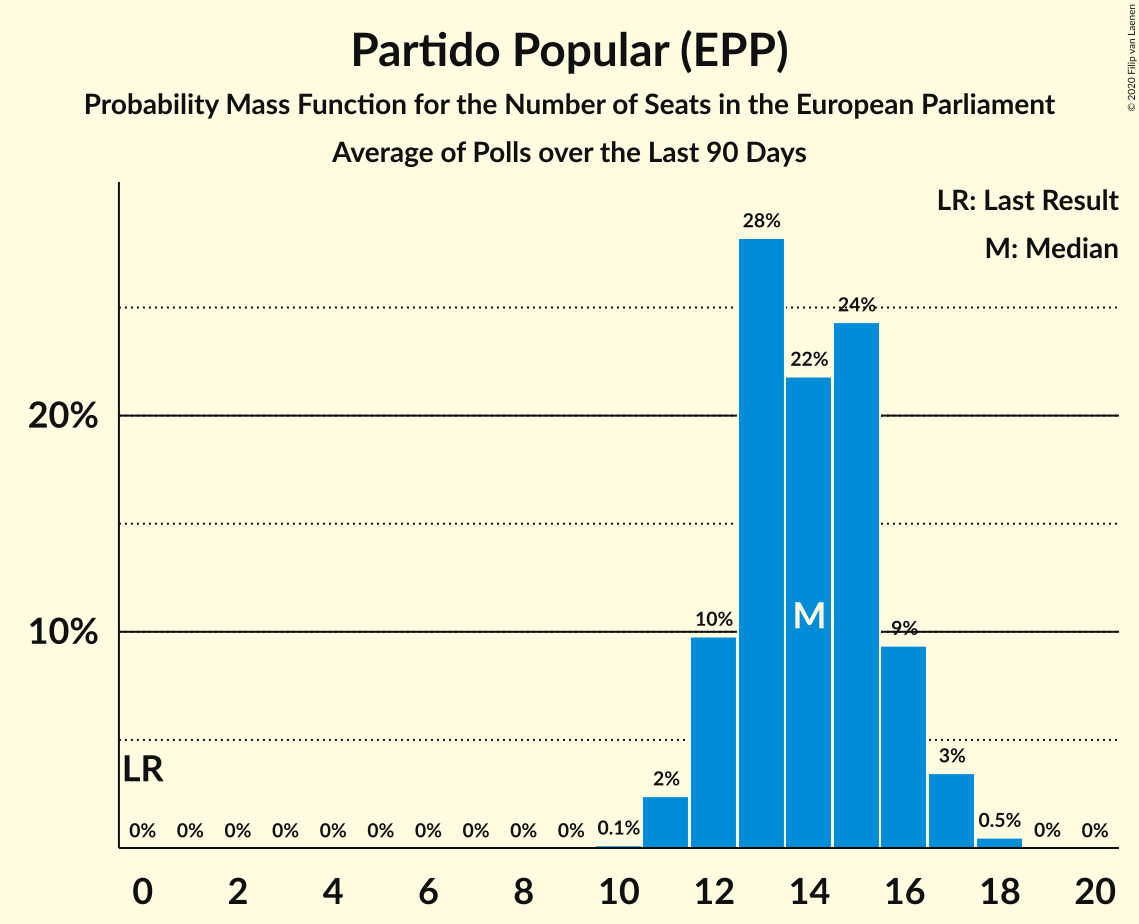 Partido Popular (EPP)
Probability Mass Function for the Number of Seats in the European Parliament
Average of Polls over the Last 90 Days
© 2020 Filip van Laenen
LR: Last Result
M: Median
28%
24%
22%
20%
10%
9%
10%
M
LR
3%
2%
0% 0% 0% 0% 0% 0% 0% 0% 0% 0% 0.1% 0.5% 0% 0%
0 2 4 6 8 10 12 14 16 18 20